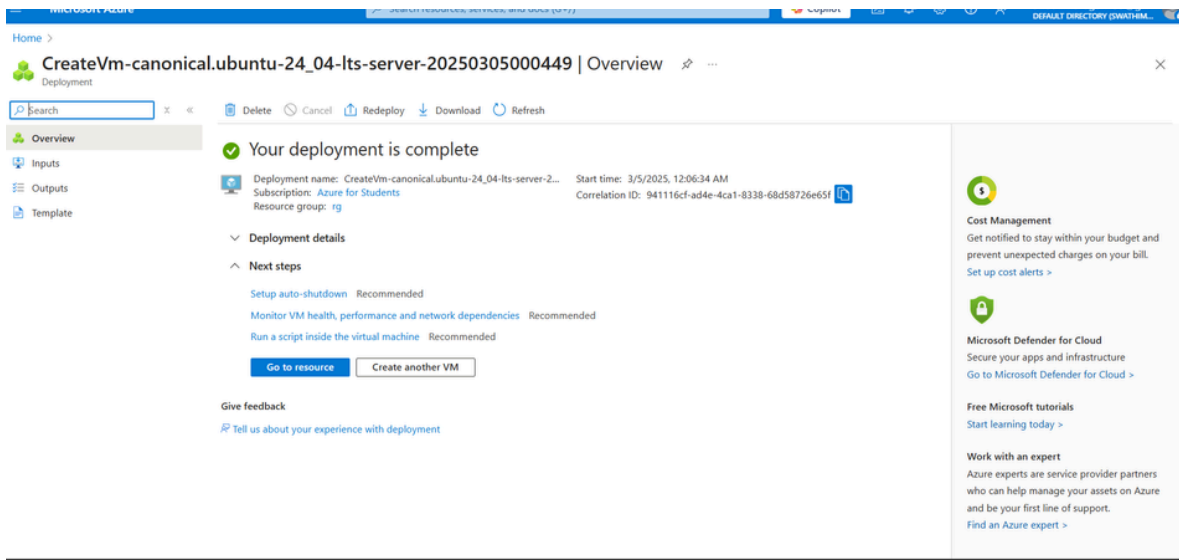 Microsoft Azure
Search resources, services, and docs (G+/)
Copilot
DEFAULT DIRECTORY (SWATHIM...
Home >
CreateVm-canonical.ubuntu-24_04-lts-server-20250305000449 | Overview
Deployment
Search
Delete Cancel Redeploy Download Refresh
Overview
Inputs
Outputs
Template
Your deployment is complete
Deployment name: CreateVm-canonical.ubuntu-24_04-lts-server-2... Start time: 3/5/2025, 12:06:34 AM
Subscription: Azure for Students Correlation ID: 941116cf-ad4e-4ca1-8338-68d58726e65f
Resource group: rg
Deployment details
Next steps
Setup auto-shutdown Recommended
Monitor VM health, performance and network dependencies Recommended
Run a script inside the virtual machine Recommended
Go to resource Create another VM
Give feedback
Tell us about your experience with deployment
Cost Management
Get notified to stay within your budget and
prevent unexpected charges on your bill.
Set up cost alerts >
Microsoft Defender for Cloud
Secure your apps and infrastructure
Go to Microsoft Defender for Cloud >
Free Microsoft tutorials
Start learning today >
Work with an expert
Azure experts are service provider partners
who can help manage your assets on Azure
and be your first line of support.
Find an Azure expert >